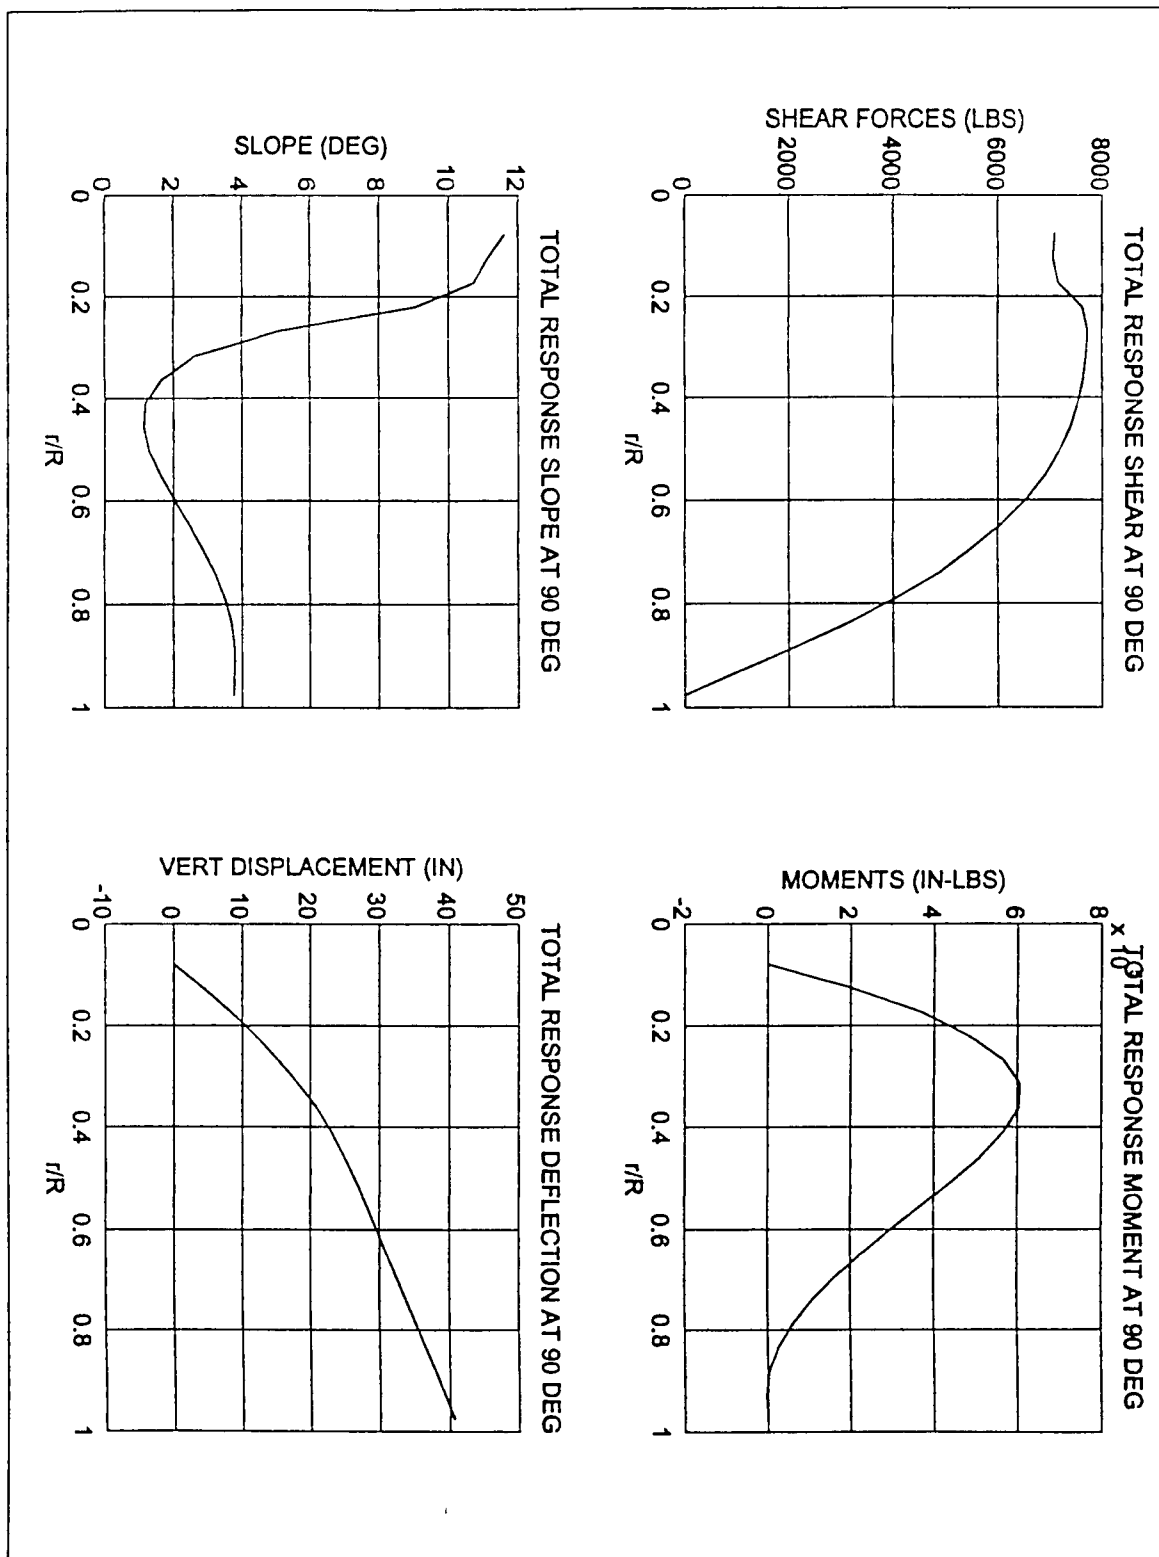 TOTAL RESPONSE SHEAR AT 90 DEG
SHEAR FORCES (LBS)
8000
6000
4000
2000
0
0 0.2 0.4 0.6 0.8 1
r/R
TOTAL RESPONSE MOMENT AT 90 DEG
x 10
MOMENTS (IN-LBS)
8
6
4
2
0
-2
0 0.2 0.4 0.6 0.8 1
r/R
TOTAL RESPONSE SLOPE AT 90 DEG
SLOPE (DEG)
12
10
8
6
4
2
0
0 0.2 0.4 0.6 0.8 1
r/R
TOTAL RESPONSE DEFLECTION AT 90 DEG
VERT DISPLACEMENT (IN)
50
40
30
20
10
0
-10
0 0.2 0.4 0.6 0.8 1
r/R